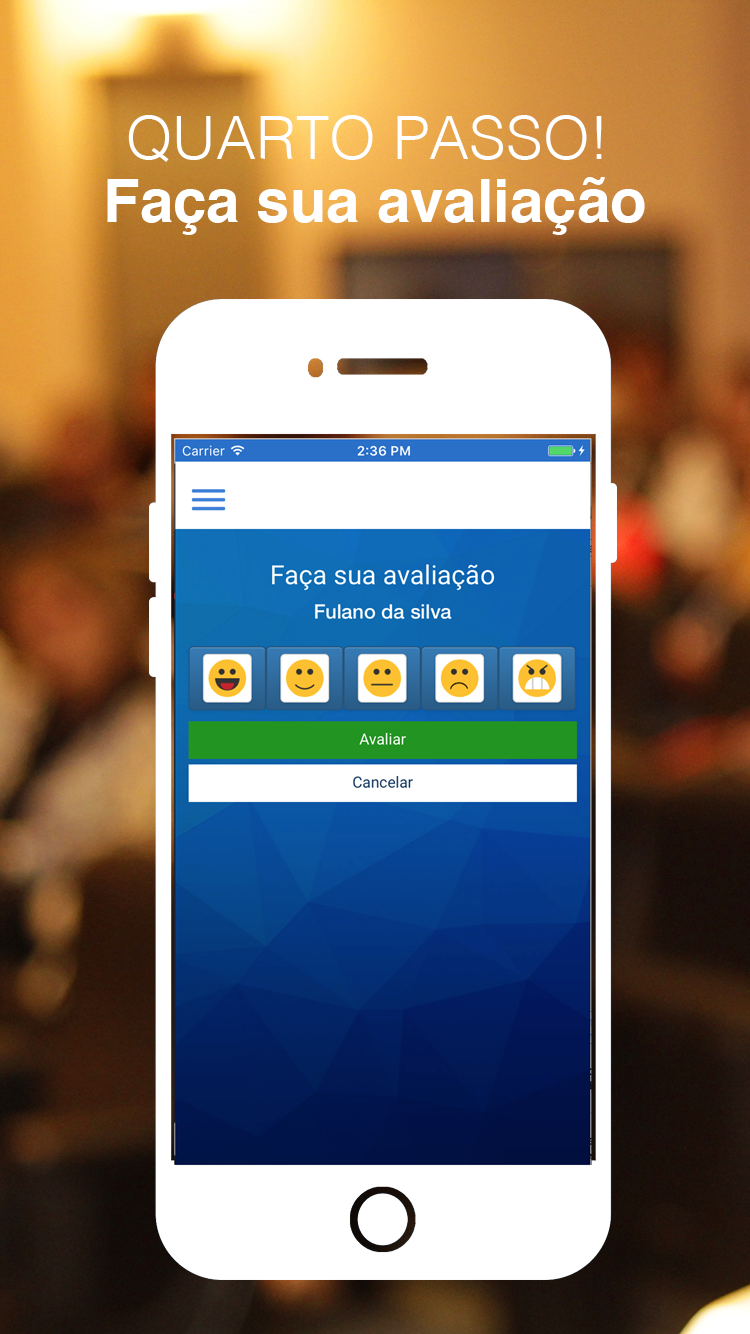 QUARTO PASSO!
Faça sua avaliação
Carrier 2:36 PM
Faça sua avaliação
Fulano da silva
Avaliar
Cancelar